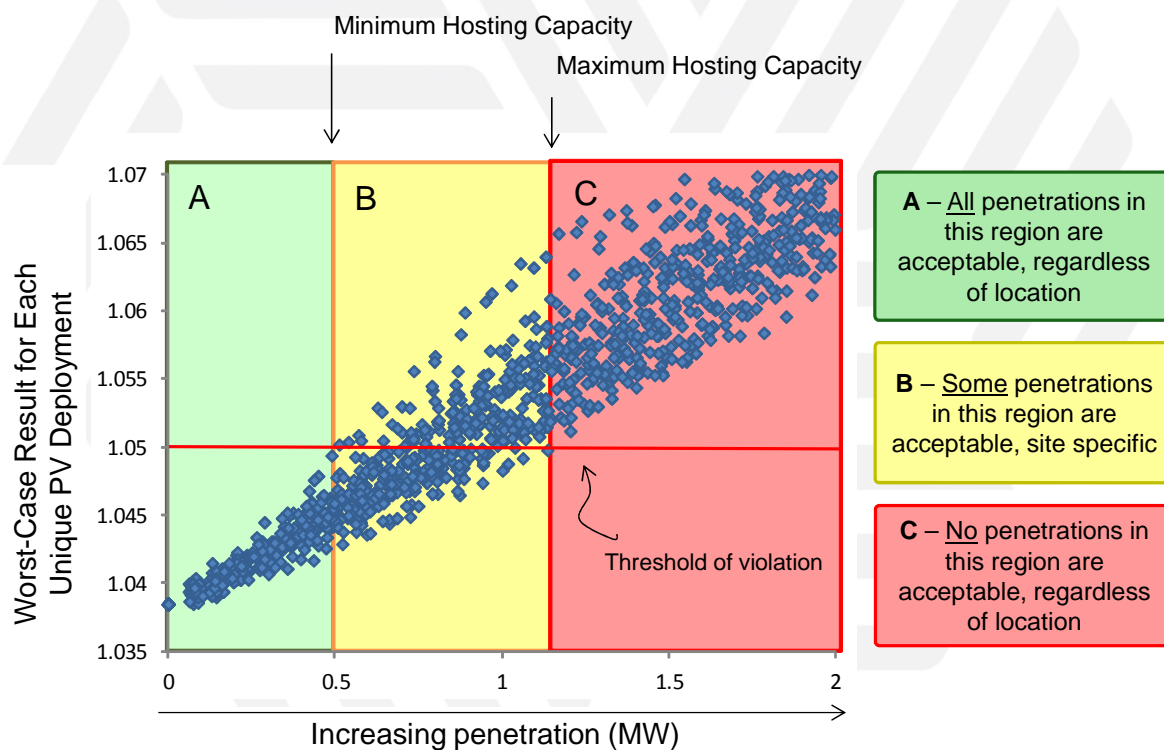 Minimum Hosting Capacity
Maximum Hosting Capacity
Worst-Case Result for Each
Unique PV Deployment
1.07
1.065
1.06
1.055
1.05
1.045
1.04
1.035
A
B
C
Threshold of violation
0
0.5
1
1.5
2
Increasing penetration (MW)
A – All penetrations in
this region are
acceptable, regardless
of location
B – Some penetrations
in this region are
acceptable, site specific
C – No penetrations in
this region are
acceptable, regardless
of location